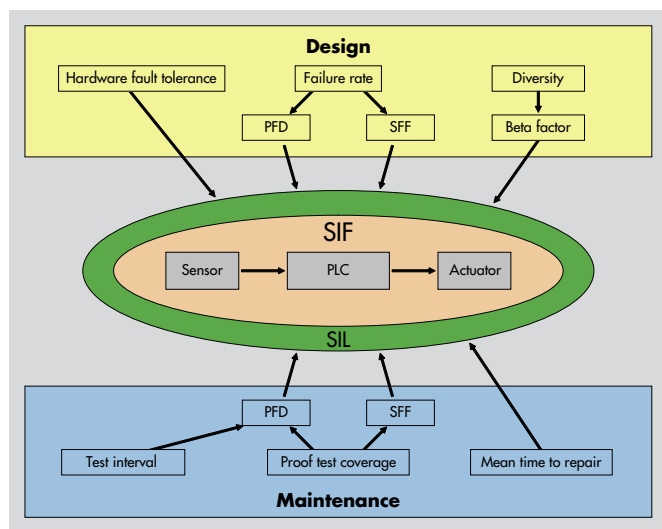 Design
Hardware fault tolerance
Failure rate
Diversity
PFD
SFF
Beta factor
SIF
Sensor
PLC
Actuator
SIL
PFD
SFF
Test interval
Proof test coverage
Mean time to repair
Maintenance